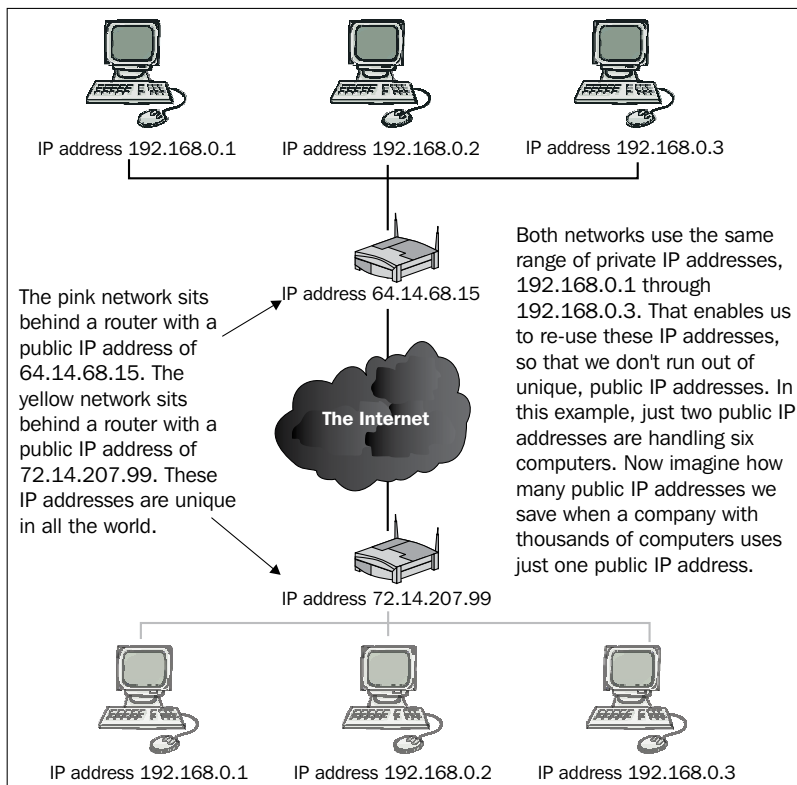 IP address 192.168.0.1
IP address 192.168.0.2
IP address 192.168.0.3
IP address 64.14.68.15
The pink network sits
behind a router with a
public IP address of
64.14.68.15. The
yellow network sits
behind a router with a
public IP address of
72.14.207.99. These
IP addresses are unique
in all the world.
Both networks use the same
range of private IP addresses,
192.168.0.1 through
192.168.0.3. That enables us
to re-use these IP addresses,
so that we don't run out of
unique, public IP addresses. In
this example, just two public IP
addresses are handling six
computers. Now imagine how
many public IP addresses we
save when a company with
thousands of computers uses
just one public IP address.
The Internet
IP address 72.14.207.99
IP address 192.168.0.1
IP address 192.168.0.2
IP address 192.168.0.3